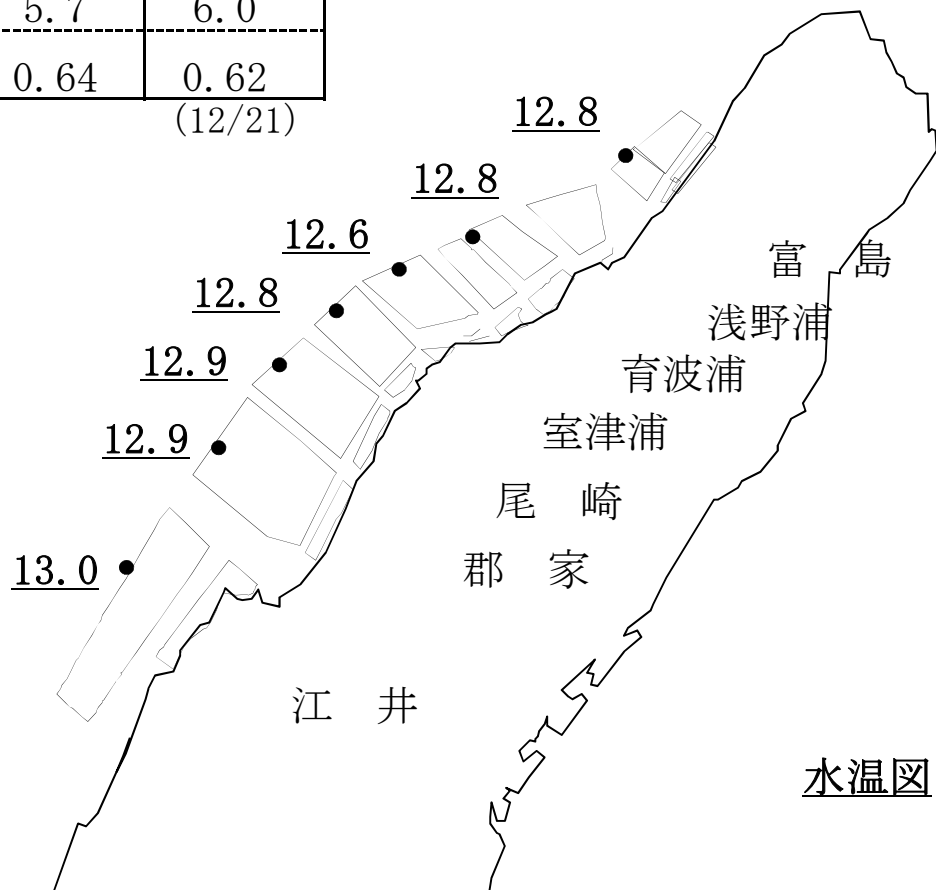 5.7 6.0
0.64 0.62
(12/21)
12.8
12.8
12.6
12.8
12.9
12.9
13.0
富 島
浅野浦
育波浦
室津浦
尾 崎
郡 家
江 井
水温図